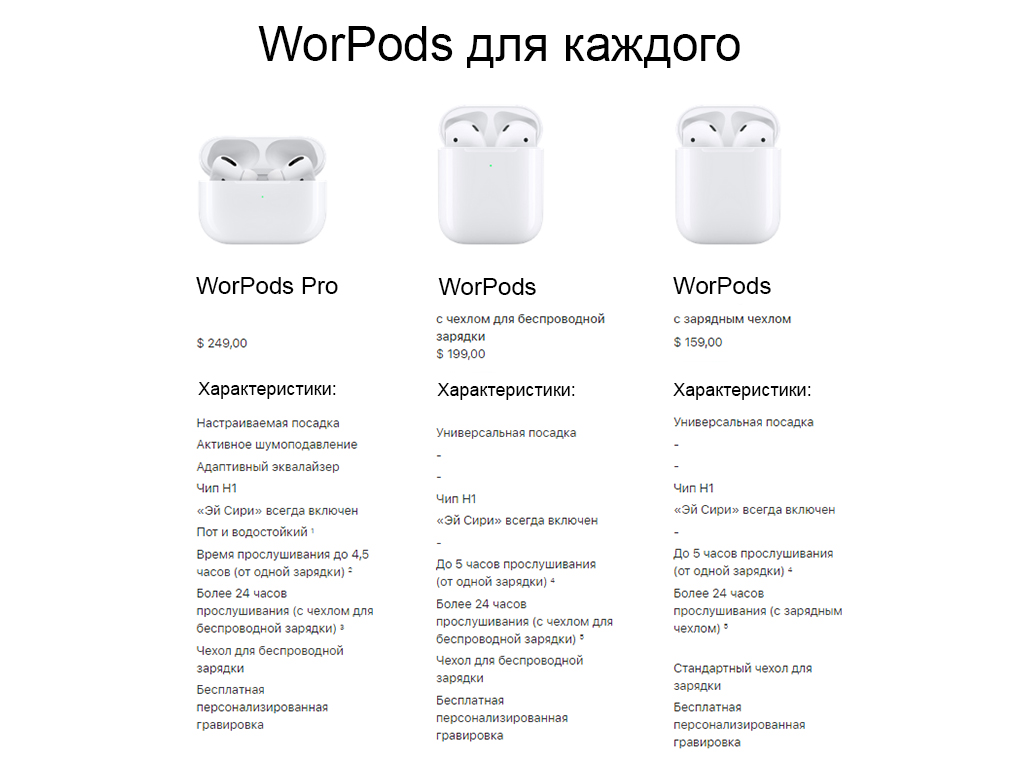 WorPods для каждого
WorPods Pro
$ 249,00
Характеристики:
Настраиваемая посадка
Активное шумоподавление
Адаптивный эквалайзер
Чип H1
«Эй Сири» всегда включен
Пот и водостойкий ¹
Время прослушивания до 4,5
часов (от одной зарядки) ²
Более 24 часов
прослушивания (с чехлом для
беспроводной зарядки) ³
Чехол для беспроводной
зарядки
Бесплатная
персонализированная
гравировка
WorPods
с чехлом для беспроводной
зарядки
$ 199,00
Характеристики:
Универсальная посадка
-
-
Чип H1
«Эй Сири» всегда включен
-
До 5 часов прослушивания
(от одной зарядки) ⁴
Более 24 часов
прослушивания (с чехлом для
беспроводной зарядки) ⁵
Чехол для беспроводной
зарядки
Бесплатная
персонализированная
гравировка
WorPods
с зарядным чехлом
$ 159,00
Характеристики:
Универсальная посадка
-
-
Чип H1
«Эй Сири» всегда включен
-
До 5 часов прослушивания
(от одной зарядки) ⁴
Более 24 часов
прослушивания (с зарядным
чехлом) ⁵
Стандартный чехол для
зарядки
Бесплатная
персонализированная
гравировка